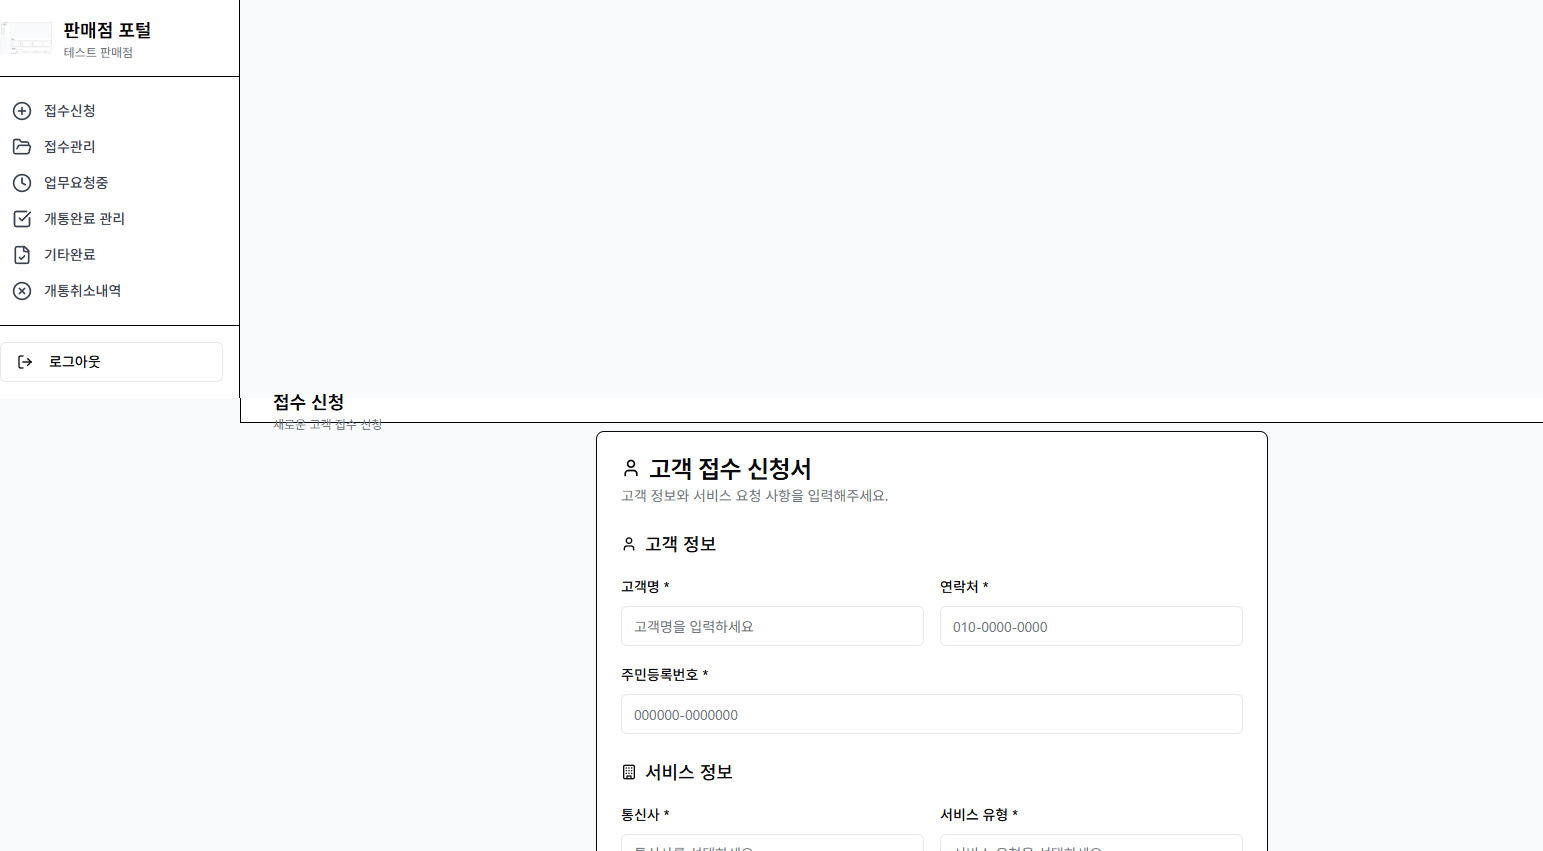 판매점 포털
테스트 판매점
접수신청
접수관리
업무요청중
개통완료 관리
기타완료
개통취소내역
로그아웃
접수 신청
새로운 고객 접수 신청
고객 접수 신청서
고객 정보와 서비스 요청 사항을 입력해주세요.
고객 정보
고객명 *
연락처 *
고객명을 입력하세요
010-0000-0000
주민등록번호 *
000000-0000000
서비스 정보
통신사 *
서비스 유형 *